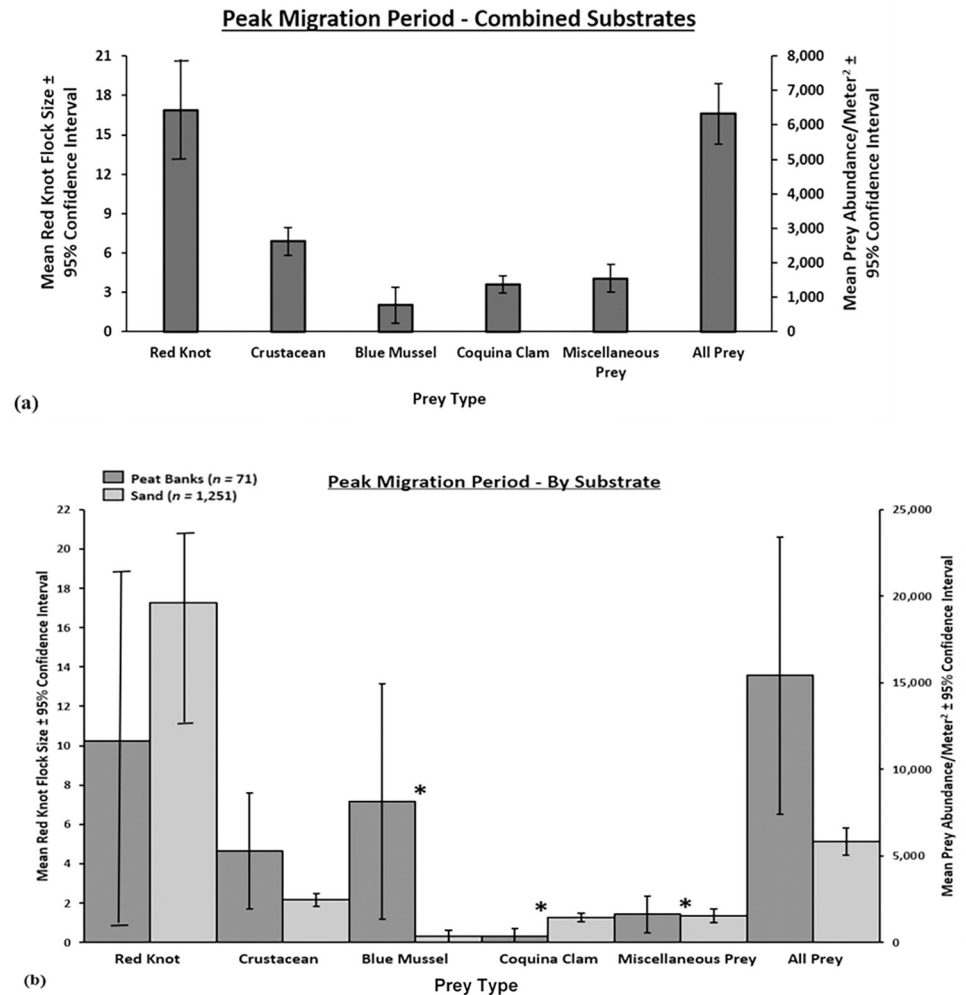 Peak Migration Period - Combined Substrates
Mean Red Knot Flock Size ±
95% Confidence Interval
21
18
15
12
9
6
3
0
8,000
7,000
6,000
5,000
4,000
3,000
2,000
1,000
0
Mean Prey Abundance/Meter² ±
95% Confidence Interval
Red Knot
Crustacean
Blue Mussel
Coquina Clam
Miscellaneous
Prey
All Prey
Prey Type
(a)
Peat Banks (n = 71)
Sand (n = 1,251)
Peak Migration Period - By Substrate
Mean Red Knot Flock Size ± 95% Confidence Interval
22
20
18
16
14
12
10
8
6
4
2
0
25,000
20,000
15,000
10,000
5,000
0
Mean Prey Abundance/Meter² ± 95% Confidence Interval
*
*
*
Red Knot
Crustacean
Blue Mussel
Coquina Clam
Miscellaneous Prey
All Prey
Prey Type
(b)